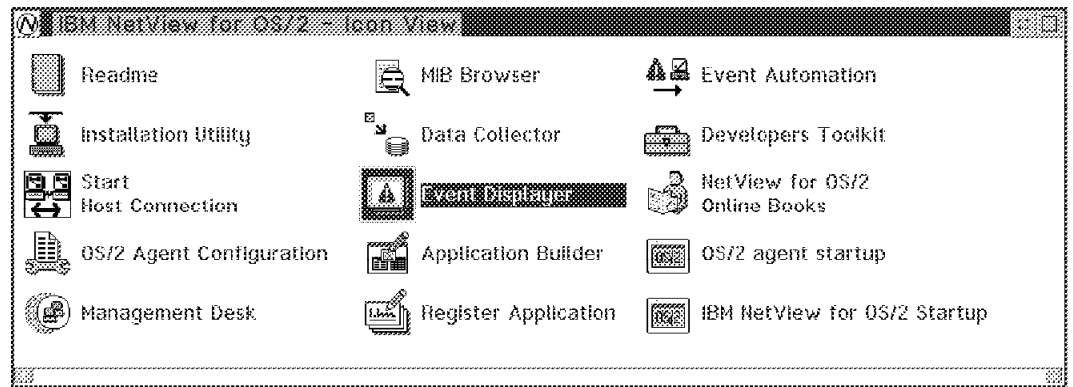 IBM NetView for OS/2 - Icon View
Readme
MIB Browser
Event Automation
Installation Utility
Data Collector
Developers Toolkit
Start
Host Connection
Event Displayer
NetView for OS/2
Online Books
OS/2 Agent Configuration
Application Builder
OS/2 agent startup
Management Desk
Register Application
IBM NetView for OS/2 Startup